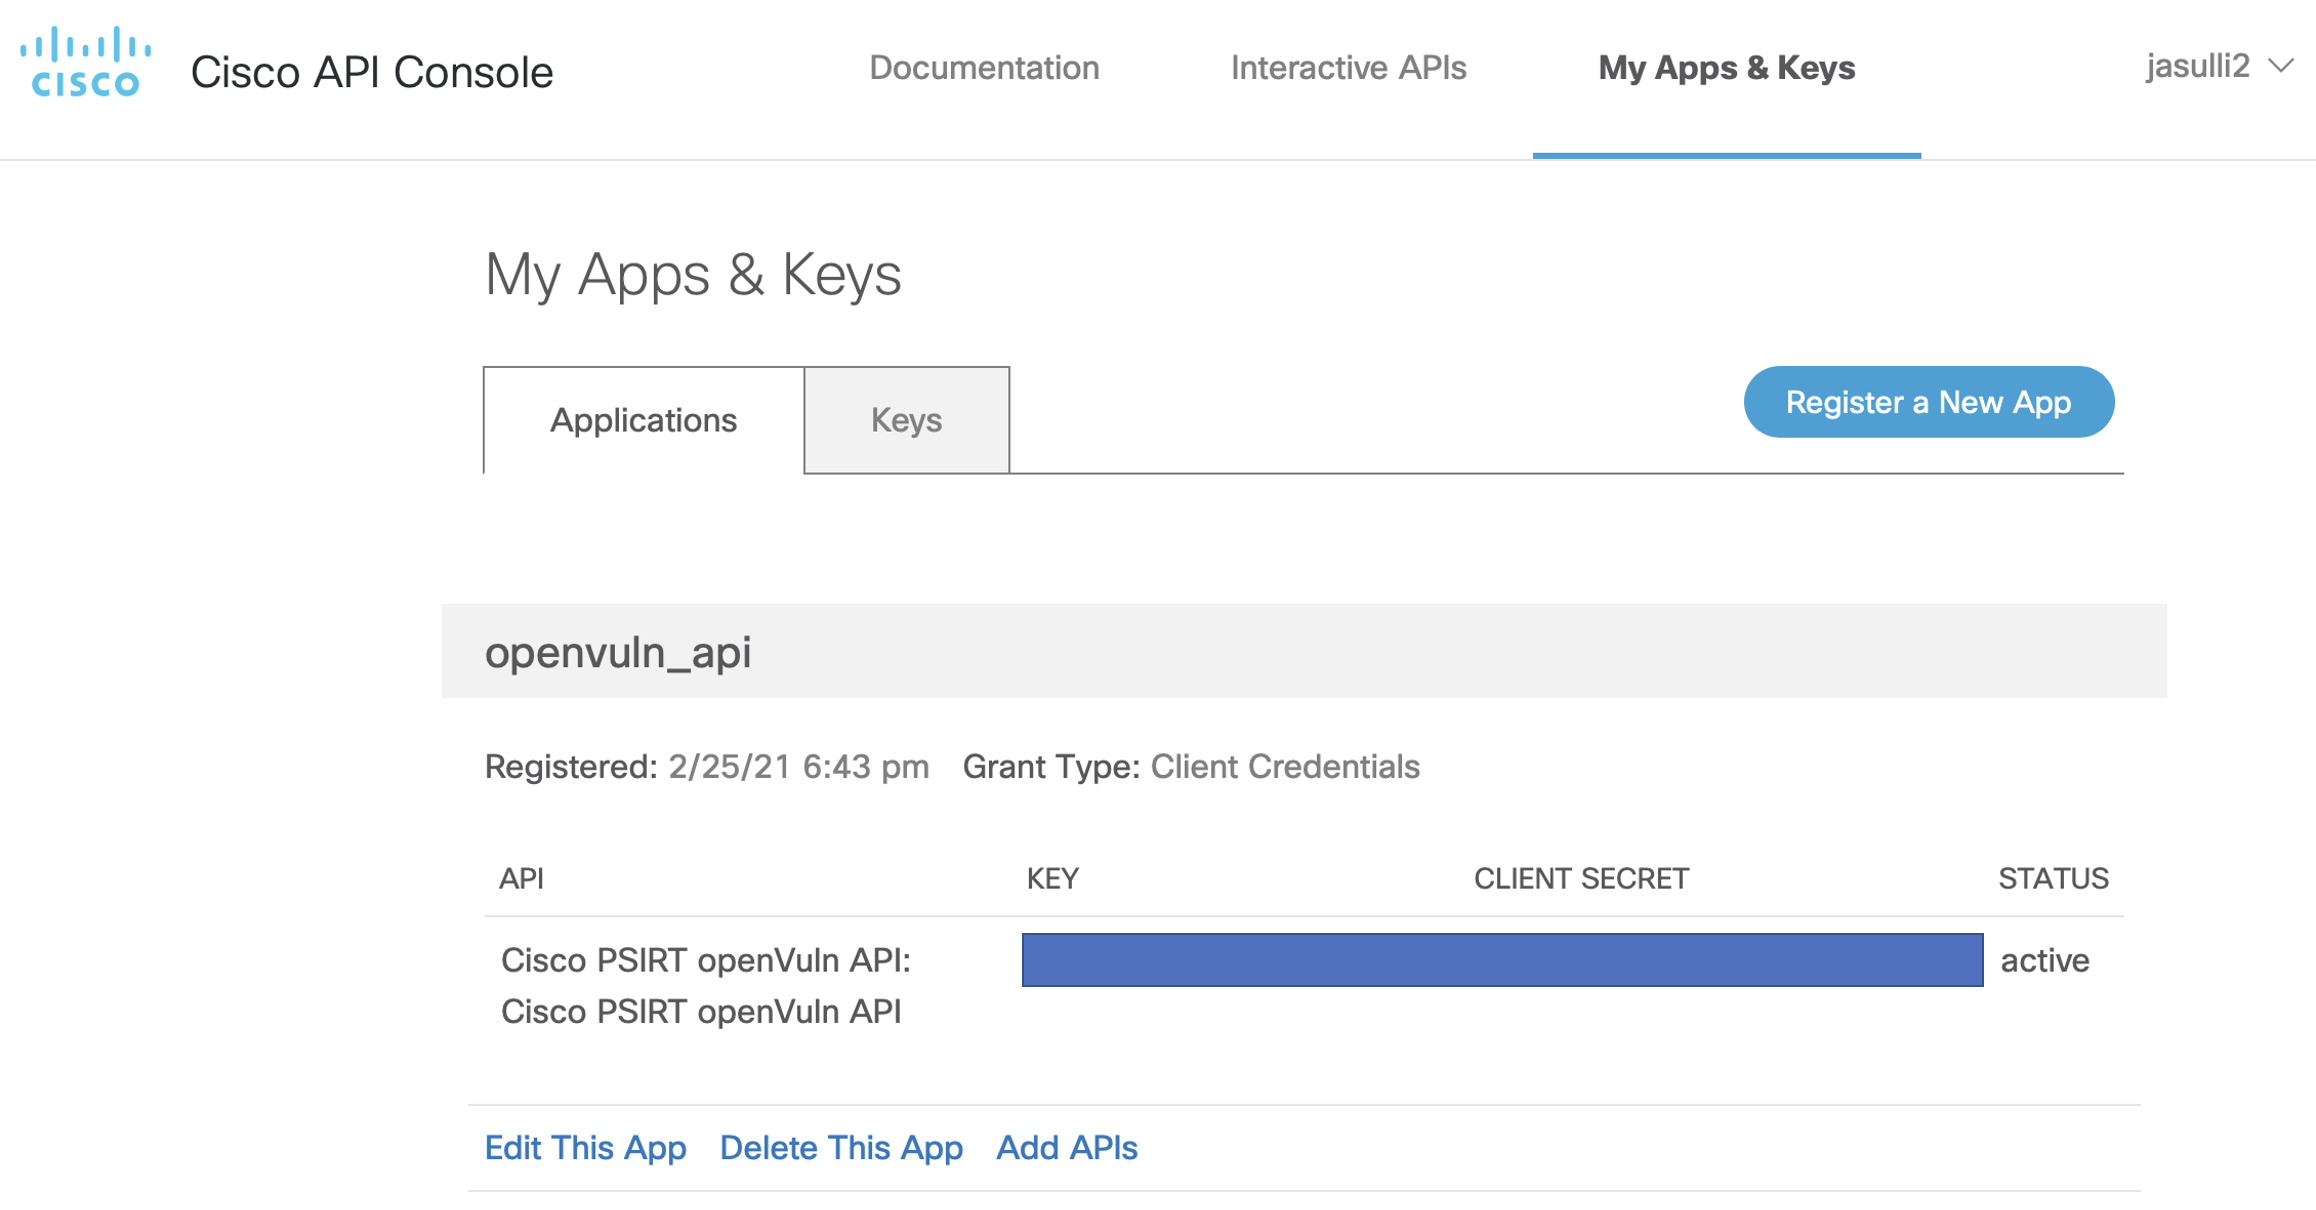 CISCO
Cisco API Console
Documentation
Interactive APIs
My Apps & Keys
jasulli2
My Apps & Keys
Applications
Keys
Register a New App
openvuln_api
Registered: 2/25/21 6:43 pm Grant Type: Client Credentials
API KEY CLIENT SECRET STATUS
Cisco PSIRT openVuln API: active
Cisco PSIRT openVuln API
Edit This App Delete This App Add APIs